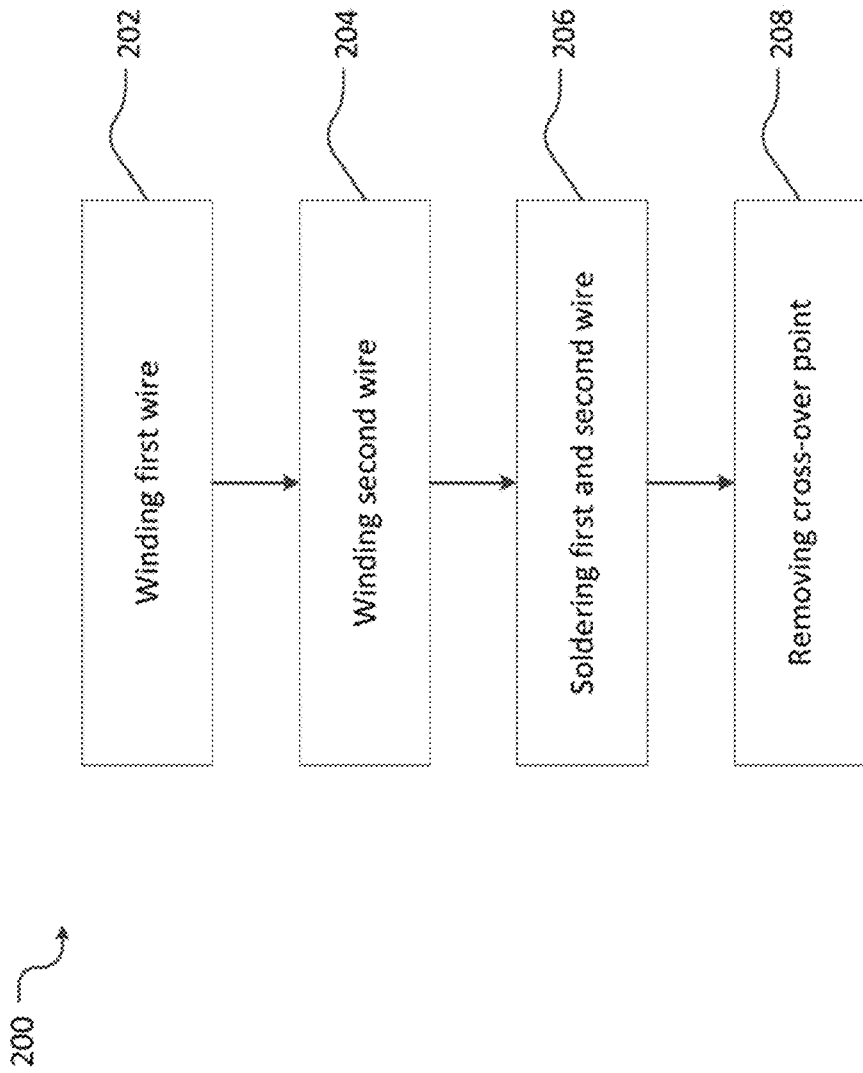 200
Winding first wire
202
Winding second wire
204
Soldering first and second wire
206
Removing cross-over point
208